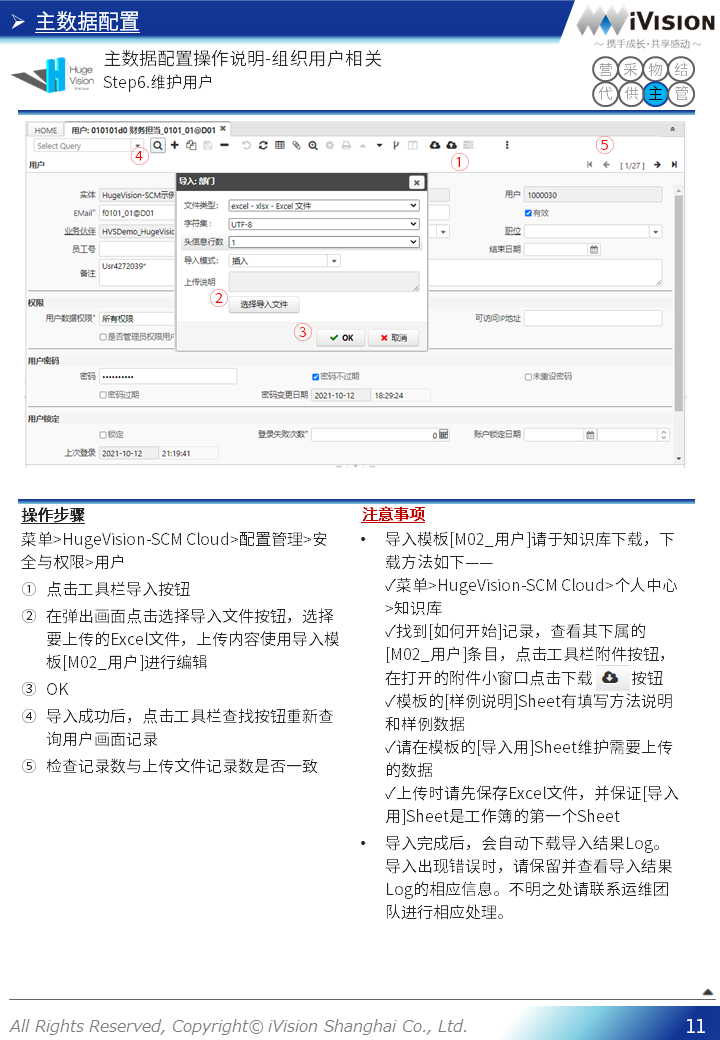 ➢ 主数据配置
iVISION
～ 携手成长·共享感动 ～
Huge Vision
主数据配置操作说明-组织用户相关
Step6.维护用户
营 采 物 结
代 供 主 管
HOME 用户: 010101d0 财务担当_0101_01@D01 ×
Select Query
④ ① ⑤
[ 1/27 ]
用户
导入: 部门
实体 HugeVision-SCM示例
用户 1000030
EMail* f0101_01@D01
有效
业务伙伴 HVSDemo_HugeVisio
职位
员工号
结束日期
备注 Usr4272039*
文件类型: excel - xlsx - Excel 文件
字符集 : UTF-8
头信息行数 1
导入模式: 插入
上传说明
② 选择导入文件
③ OK 取消
权限
用户数据权限* 所有权限
可访问IP地址
是否管理员权限用户
用户密码
密码 ••••••••••
密码不过期
未重设密码
密码过期
密码变更日期 2021-10-12 18:29:24
用户锁定
锁定
登录失败次数* 0
账户锁定日期
上次登录 2021-10-12 21:19:41
操作步骤
菜单>HugeVision-SCM Cloud>配置管理>安
全与权限>用户
① 点击工具栏导入按钮
② 在弹出画面点击选择导入文件按钮，选择
要上传的Excel文件，上传内容使用导入模
板[M02_用户]进行编辑
③ OK
④ 导入成功后，点击工具栏查找按钮重新查
询用户画面记录
⑤ 检查记录数与上传文件记录数是否一致
注意事项
• 导入模板[M02_用户]请于知识库下载，下
载方法如下——
✓菜单>HugeVision-SCM Cloud>个人中心
>知识库
✓找到[如何开始]记录，查看其下属的
[M02_用户]条目，点击工具栏附件按钮，
在打开的附件小窗口点击下载 按钮
✓模板的[样例说明]Sheet有填写方法说明
和样例数据
✓请在模板的[导入用]Sheet维护需要上传
的数据
✓上传时请先保存Excel文件，并保证[导入
用]Sheet是工作簿的第一个Sheet
• 导入完成后，会自动下载导入结果Log。
导入出现错误时，请保留并查看导入结果
Log的相应信息。不明之处请联系运维团
队进行相应处理。
All Rights Reserved, Copyright© iVision Shanghai Co., Ltd.
11